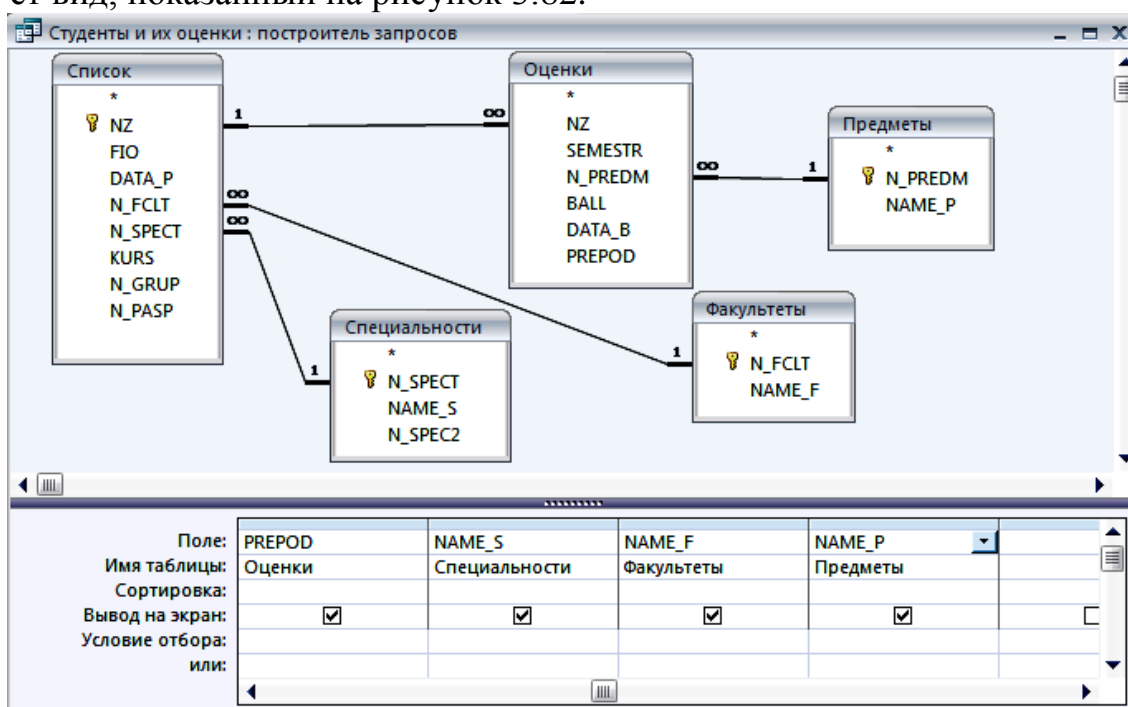 ет вид, показанный на рисунок 3.82.
Студенты и их оценки : построитель запросов
Список
*
NZ
FIO
DATA_P
N_FCLT
N_SPECT
KURS
N_GRUP
N_PASP
1
∞
∞
∞
Оценки
*
NZ
SEMESTR
N_PREDM
BALL
DATA_B
PREPOD
∞
1
Предметы
*
N_PREDM
NAME_P
Специальности
*
N_SPECT
NAME_S
N_SPEC2
1
Факультеты
*
N_FCLT
NAME_F
1
Поле: PREPOD NAME_S NAME_F NAME_P
Имя таблицы: Оценки Специальности Факультеты Предметы
Сортировка:
Вывод на экран:
Условие отбора:
или: